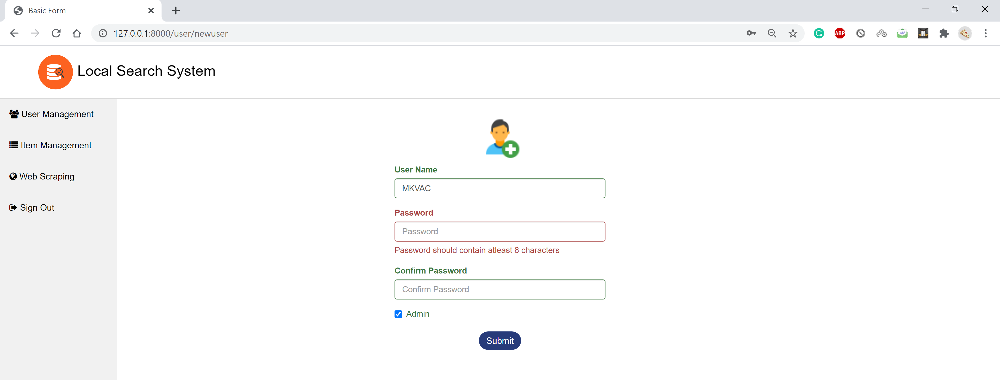 Basic Form
127.0.0.1:8000/user/newuser
ABP
Local Search System
User Management
Item Management
Web Scraping
Sign Out
User Name
MKVAC
Password
Password
Password should contain atleast 8 characters
Confirm Password
Confirm Password
Admin
Submit